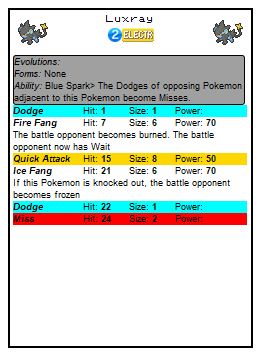 Luxray
2 ELECTR
Evolutions:
Forms: None
Ability: Blue Spark> The Dodges of opposing Pokemon
adjacent to this Pokemon become Misses.
Dodge Hit: 1 Size: 1 Power:
Fire Fang Hit: 7 Size: 6 Power: 70
The battle opponent becomes burned. The battle
opponent now has Wait
Quick Attack Hit: 15 Size: 8 Power: 50
Ice Fang Hit: 21 Size: 6 Power: 70
If this Pokemon is knocked out, the battle opponent
becomes frozen
Dodge Hit: 22 Size: 1 Power:
Miss Hit: 24 Size: 2 Power: